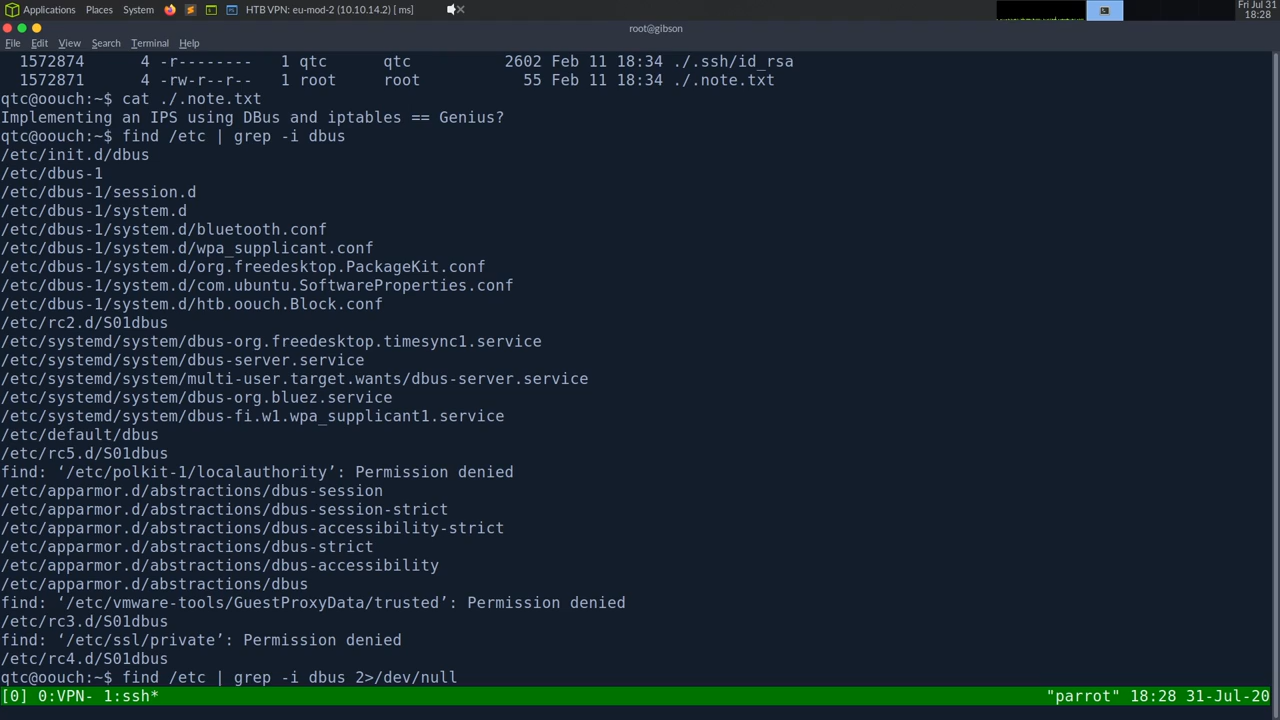 Applications Places System HTB VPN: eu-mod-2 (10.10.14.2) [ ms] Fri Jul 31
18:28
root@gibson
File Edit View Search Terminal Help
1572874 4 -r-------- 1 qtc qtc 2602 Feb 11 18:34 ./.ssh/id_rsa
1572871 4 -rw-r--r-- 1 root root 55 Feb 11 18:34 ./.note.txt
qtc@oouch:~$ cat ./.note.txt
Implementing an IPS using DBus and iptables == Genius?
qtc@oouch:~$ find /etc | grep -i dbus
/etc/init.d/dbus
/etc/dbus-1
/etc/dbus-1/session.d
/etc/dbus-1/system.d
/etc/dbus-1/system.d/bluetooth.conf
/etc/dbus-1/system.d/wpa_supplicant.conf
/etc/dbus-1/system.d/org.freedesktop.PackageKit.conf
/etc/dbus-1/system.d/com.ubuntu.SoftwareProperties.conf
/etc/dbus-1/system.d/htb.oouch.Block.conf
/etc/rc2.d/S01dbus
/etc/systemd/system/dbus-org.freedesktop.timesync1.service
/etc/systemd/system/dbus-server.service
/etc/systemd/system/multi-user.target.wants/dbus-server.service
/etc/systemd/system/dbus-org.bluez.service
/etc/systemd/system/dbus-fi.w1.wpa_supplicant1.service
/etc/default/dbus
/etc/rc5.d/S01dbus
find: ‘/etc/polkit-1/localauthority’: Permission denied
/etc/apparmor.d/abstractions/dbus-session
/etc/apparmor.d/abstractions/dbus-session-strict
/etc/apparmor.d/abstractions/dbus-accessibility-strict
/etc/apparmor.d/abstractions/dbus-strict
/etc/apparmor.d/abstractions/dbus-accessibility
/etc/apparmor.d/abstractions/dbus
find: ‘/etc/vmware-tools/GuestProxyData/trusted’: Permission denied
/etc/rc3.d/S01dbus
find: ‘/etc/ssl/private’: Permission denied
/etc/rc4.d/S01dbus
qtc@oouch:~$ find /etc | grep -i dbus 2>/dev/null
[0] 0:VPN- 1:ssh* "parrot" 18:28 31-Jul-20